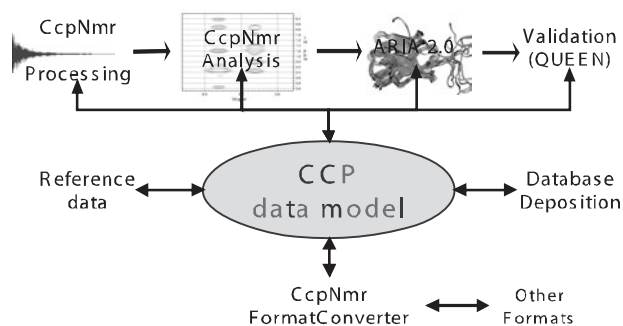 CcpNmr
Processing
CcpNmr
Analysis
ARIA 2.0
Validation
(QUEEN)
CCP
data model
Reference
data
Database
Deposition
CcpNmr
FormatConverter
Other
Formats